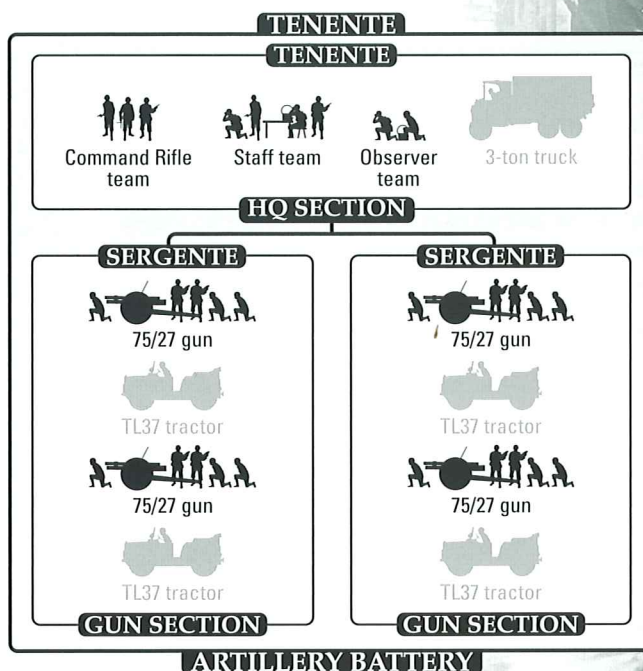 TENENTE
TENENTE
Command Rifle team
Staff team
Observer team
3-ton truck
HQ SECTION
SERGENTE
75/27 gun
TL37 tractor
75/27 gun
TL37 tractor
GUN SECTION
SERGENTE
75/27 gun
TL37 tractor
75/27 gun
TL37 tractor
GUN SECTION
ARTILLERY BATTERY